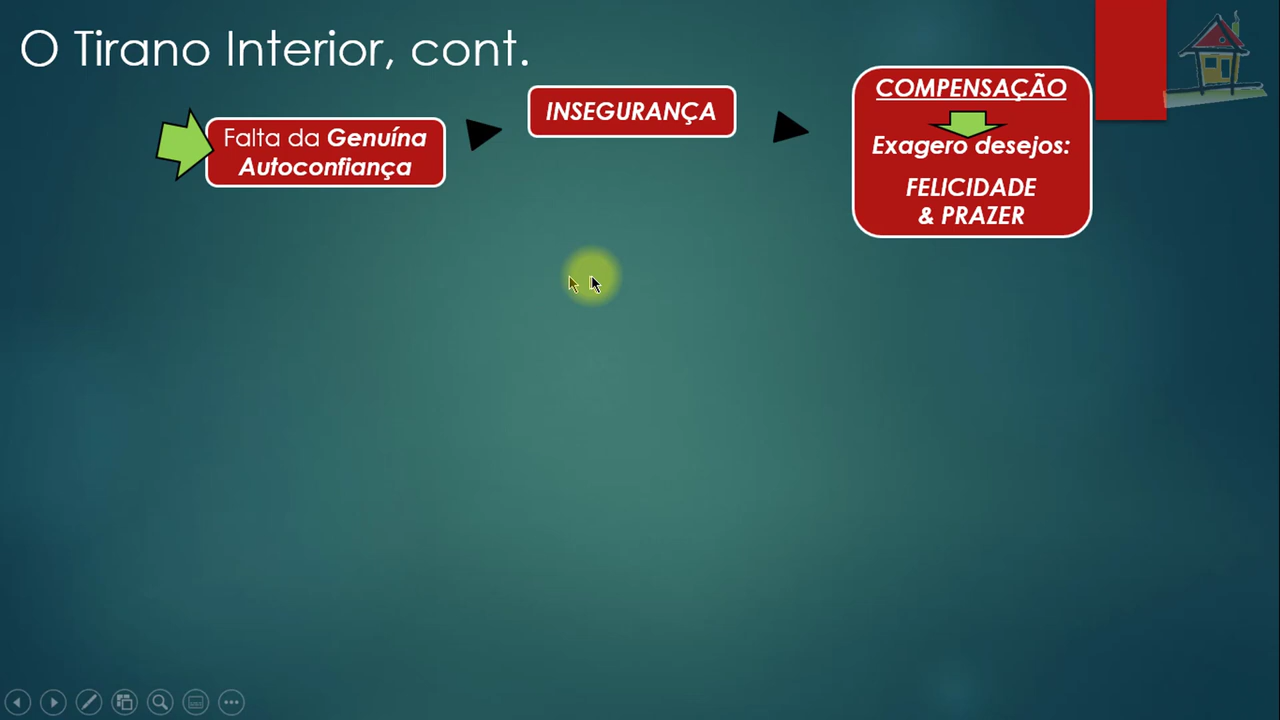 O Tirano Interior, cont.
Falta da Genuína
Autoconfiança
INSEGURANÇA
COMPENSAÇÃO
Exagero desejos:
FELICIDADE
& PRAZER